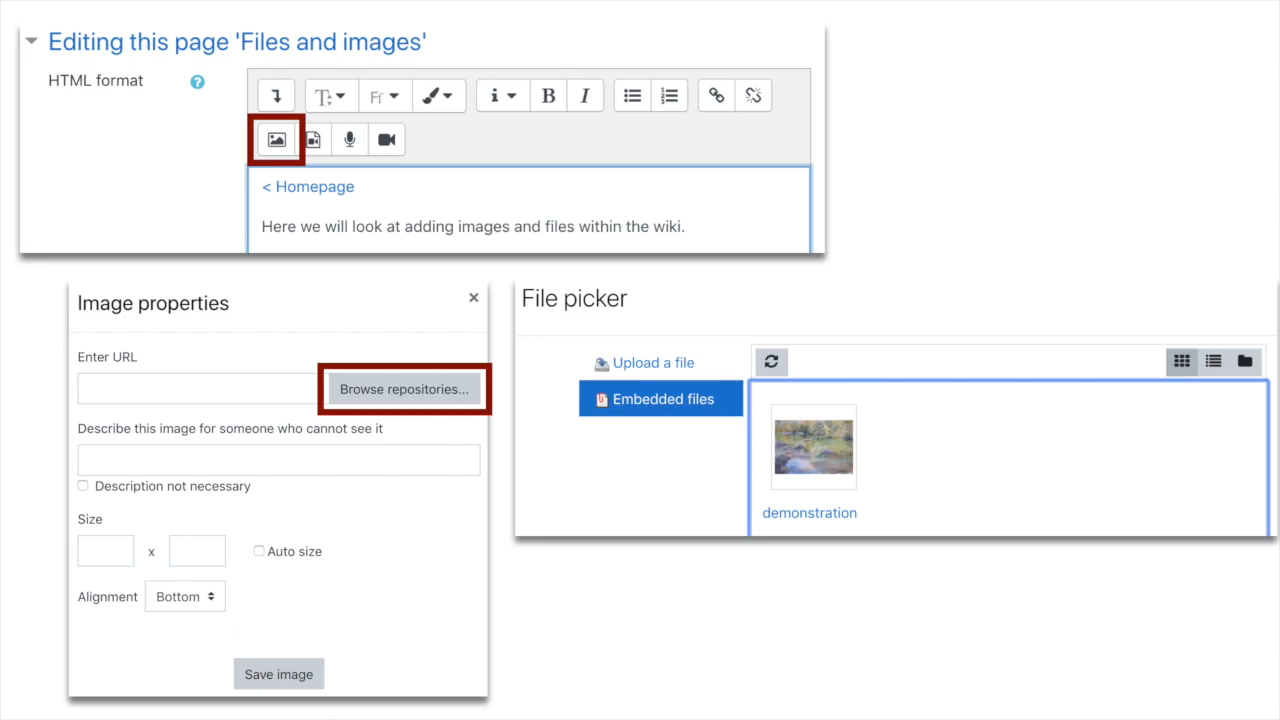 Editing this page 'Files and images'
HTML format
B I
< Homepage
Here we will look at adding images and files within the wiki.
Image properties
Enter URL
Browse repositories...
Describe this image for someone who cannot see it
Description not necessary
Size
x
Auto size
Alignment Bottom
Save image
File picker
Upload a file
Embedded files
demonstration